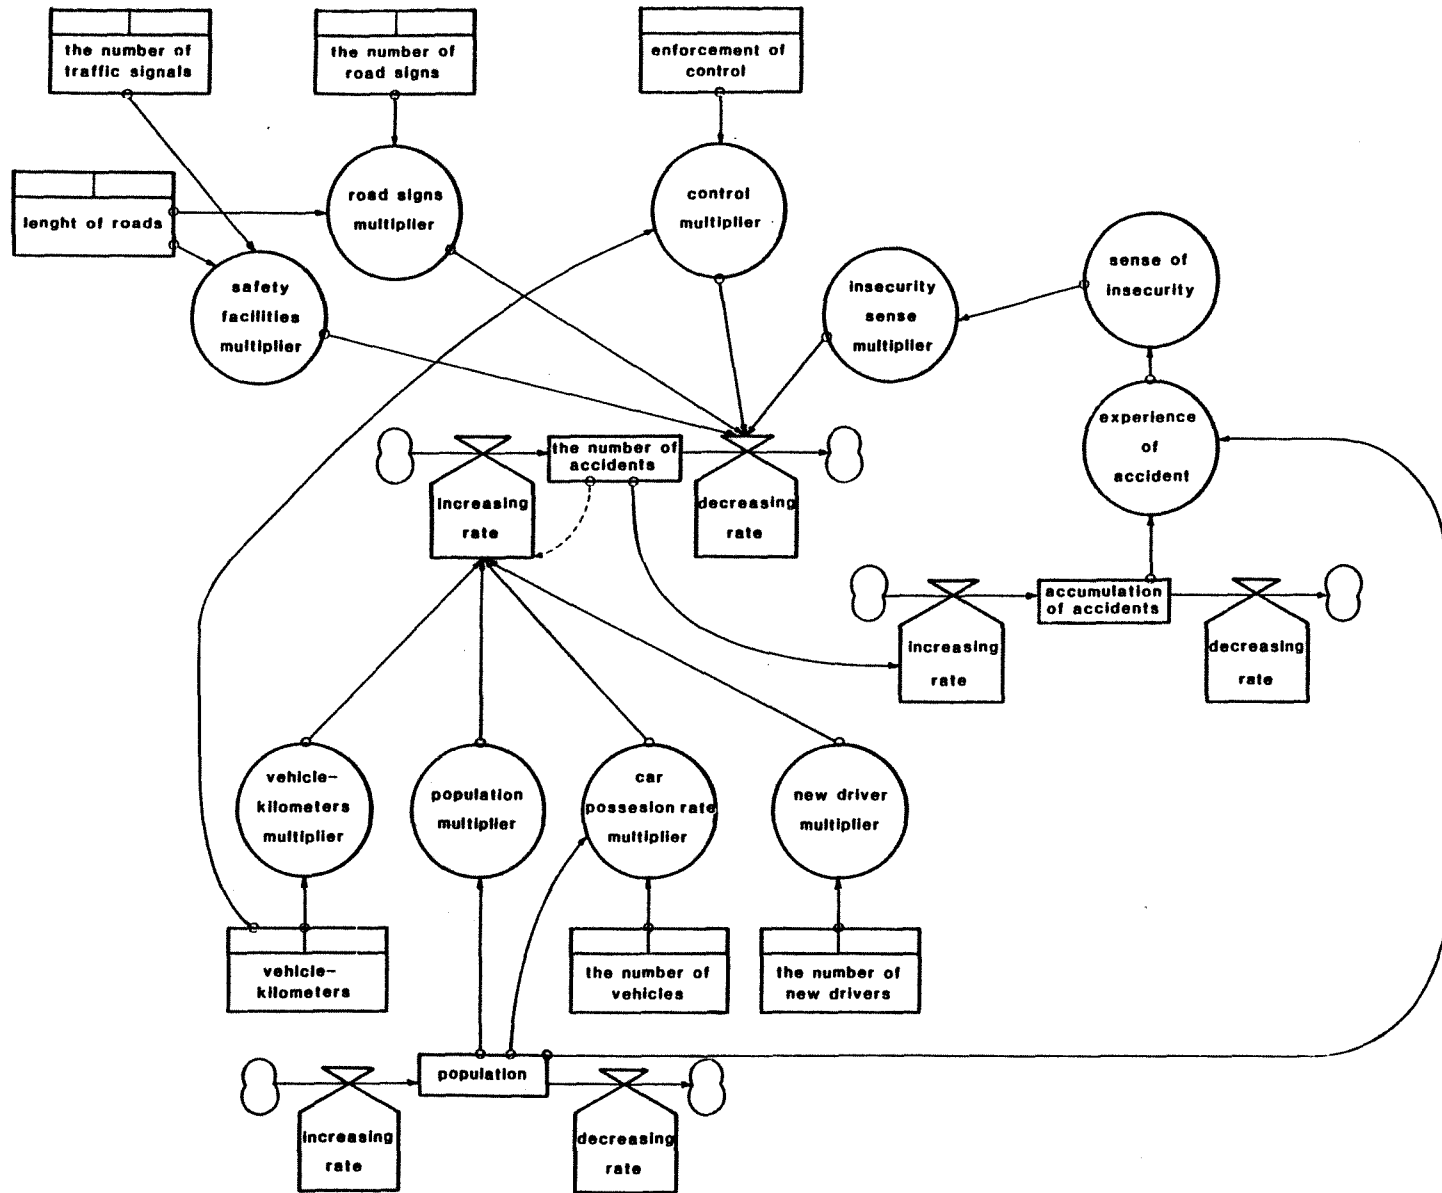 the number of
traffic signals
the number of
road signs
enforcement of
control
lenght of roads
road signs
multiplier
control
multiplier
safety
facilities
multiplier
insecurity
sense
multiplier
sense of
insecurity
experience
of
accident
the number of
accidents
increasing
rate
decreasing
rate
accumulation
of accidents
increasing
rate
decreasing
rate
vehicle-
kilometers
multiplier
population
multiplier
car
possesion rate
multiplier
new driver
multiplier
vehicle-
kilometers
the number of
vehicles
the number of
new drivers
population
increasing
rate
decreasing
rate